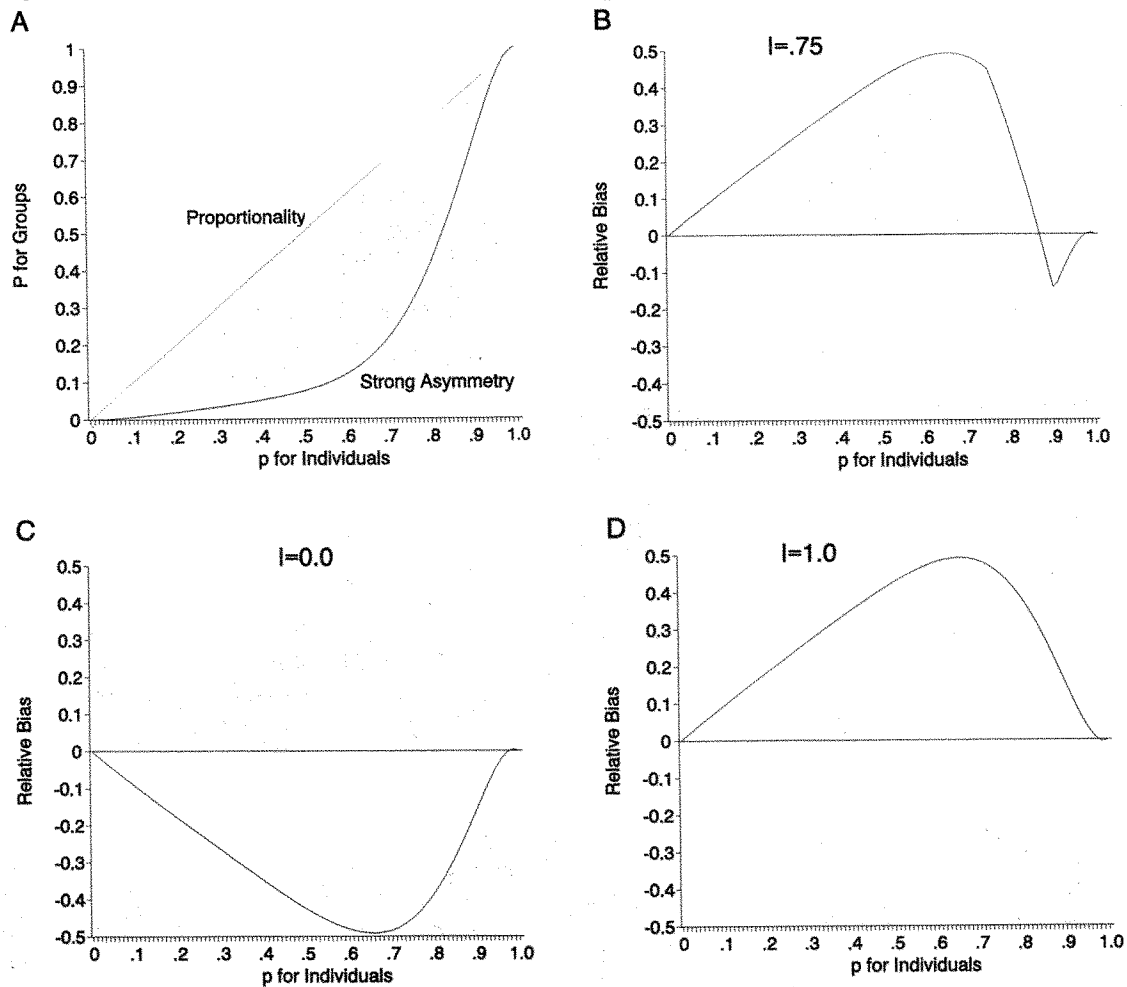 A
1
0.9
0.8
0.7
0.6
0.5
0.4
0.3
0.2
0.1
0
P for Groups
Proportionality
Strong Asymmetry
0 .1 .2 .3 .4 .5 .6 .7 .8 .9 1.0
p for Individuals
B
I=.75
0.5
0.4
0.3
0.2
0.1
0
-0.1
-0.2
-0.3
-0.4
-0.5
Relative Bias
0 .1 .2 .3 .4 .5 .6 .7 .8 .9 1.0
p for Individuals
C
I=0.0
0.5
0.4
0.3
0.2
0.1
0
-0.1
-0.2
-0.3
-0.4
-0.5
Relative Bias
0 .1 .2 .3 .4 .5 .6 .7 .8 .9 1.0
p for Individuals
D
I=1.0
0.5
0.4
0.3
0.2
0.1
0
-0.1
-0.2
-0.3
-0.4
-0.5
Relative Bias
0 .1 .2 .3 .4 .5 .6 .7 .8 .9 1.0
p for Individuals